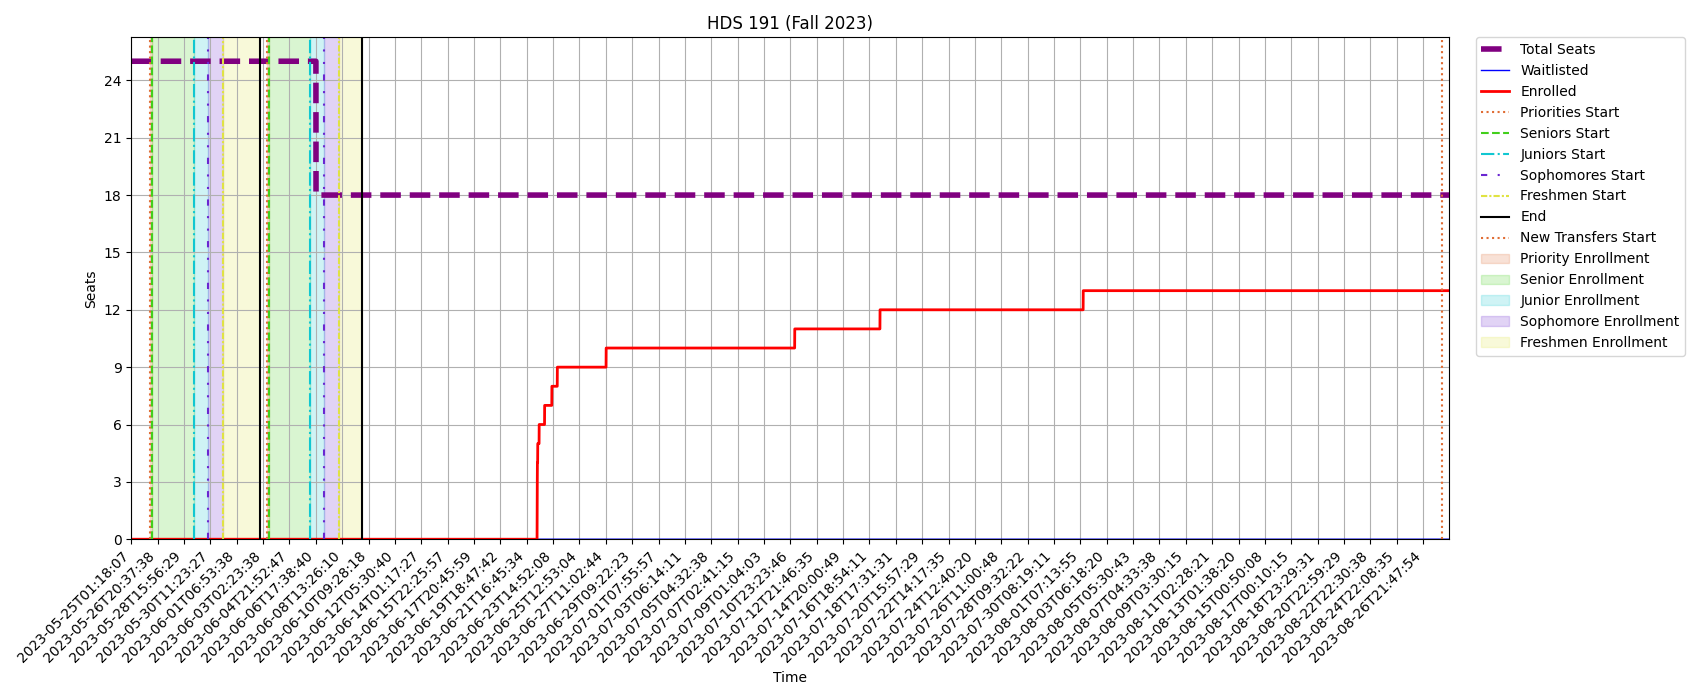 HDS 191 (Fall 2023)
Seats
24
21
18
15
12
9
6
3
0
2023-05-25T01:18:07
2023-05-26T20:37:38
2023-05-28T15:56:29
2023-05-30T11:23:27
2023-06-01T06:53:38
2023-06-03T02:23:38
2023-06-04T21:52:47
2023-06-06T17:38:40
2023-06-08T13:26:10
2023-06-10T09:28:18
2023-06-12T05:30:40
2023-06-14T01:17:27
2023-06-15T22:25:57
2023-06-17T20:45:59
2023-06-19T18:47:42
2023-06-21T16:45:34
2023-06-23T14:52:08
2023-06-25T12:53:04
2023-06-27T11:02:44
2023-06-29T09:22:23
2023-07-01T07:55:57
2023-07-03T06:14:11
2023-07-05T04:32:38
2023-07-07T02:41:15
2023-07-09T01:04:03
2023-07-10T23:23:46
2023-07-12T21:46:35
2023-07-14T20:00:49
2023-07-16T18:54:11
2023-07-18T17:31:31
2023-07-20T15:57:29
2023-07-22T14:17:35
2023-07-24T12:40:20
2023-07-26T11:00:48
2023-07-28T09:32:22
2023-07-30T08:19:11
2023-08-01T07:13:55
2023-08-03T06:18:20
2023-08-05T05:30:43
2023-08-07T04:33:38
2023-08-09T03:30:15
2023-08-11T02:28:21
2023-08-13T01:38:20
2023-08-15T00:50:08
2023-08-17T00:10:15
2023-08-18T23:29:31
2023-08-20T22:59:29
2023-08-22T22:30:38
2023-08-24T22:08:35
2023-08-26T21:47:54
Time
Total Seats
Waitlisted
Enrolled
Priorities Start
Seniors Start
Juniors Start
Sophomores Start
Freshmen Start
End
New Transfers Start
Priority Enrollment
Senior Enrollment
Junior Enrollment
Sophomore Enrollment
Freshmen Enrollment